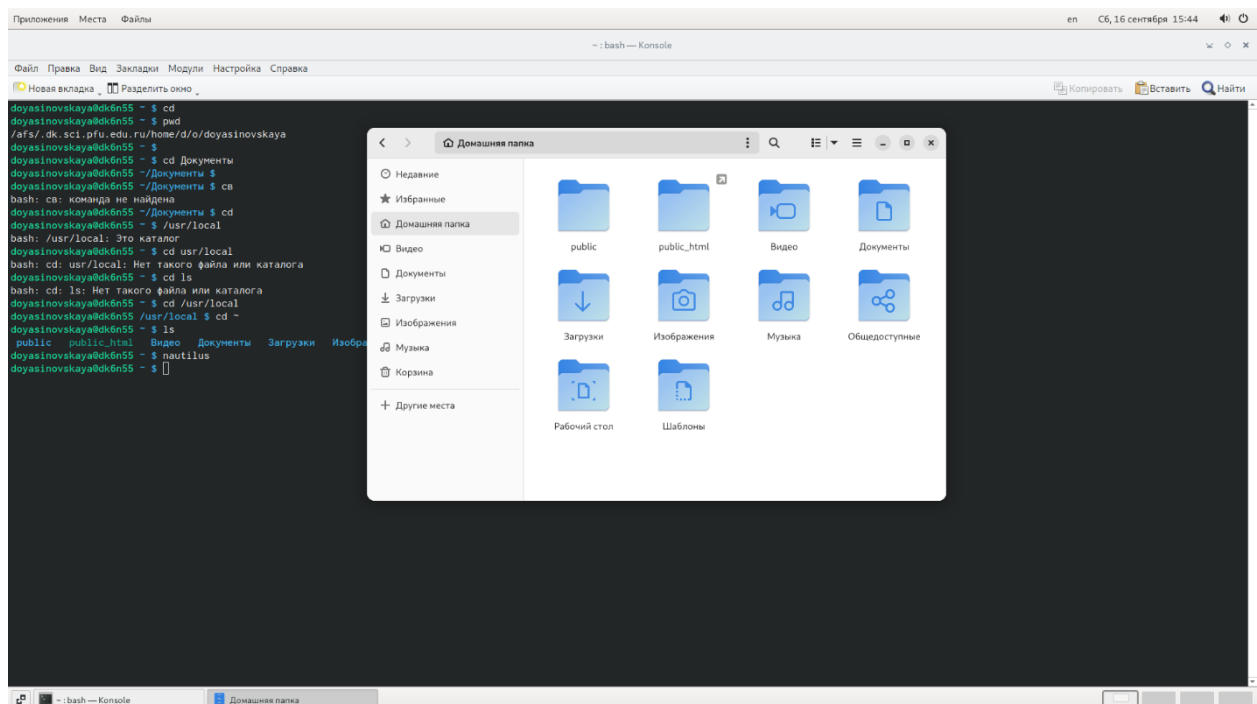 Приложения Места Файлы en Сб, 16 сентября 15:44
~ : bash — Konsole
Файл Правка Вид Закладки Модули Настройка Справка
Новая вкладка Разделить окно Копировать Вставить Найти
doyasinovskaya@dk6n55 ~ $ cd
doyasinovskaya@dk6n55 ~ $ pwd
/afs/.dk.sci.pfu.edu.ru/home/d/o/doyasinovskaya
doyasinovskaya@dk6n55 ~ $
doyasinovskaya@dk6n55 ~ $ cd Документы
doyasinovskaya@dk6n55 ~/Документы $
doyasinovskaya@dk6n55 ~/Документы $ св
bash: св: команда не найдена
doyasinovskaya@dk6n55 ~/Документы $ cd
doyasinovskaya@dk6n55 ~ $ /usr/local
bash: /usr/local: Это каталог
doyasinovskaya@dk6n55 ~ $ cd usr/local
bash: cd: usr/local: Нет такого файла или каталога
doyasinovskaya@dk6n55 ~ $ cd ls
bash: cd: ls: Нет такого файла или каталога
doyasinovskaya@dk6n55 ~ $ cd /usr/local
doyasinovskaya@dk6n55 /usr/local $ cd ~
doyasinovskaya@dk6n55 ~ $ ls
public public_html Видео Документы Загрузки Изобра
doyasinovskaya@dk6n55 ~ $ nautilus
doyasinovskaya@dk6n55 ~ $
Домашняя папка
Недавние
Избранные
Домашняя папка
Видео
Документы
Загрузки
Изображения
Музыка
Корзина
Другие места
public public_html Видео Документы
Загрузки Изображения Музыка Общедоступные
Рабочий стол Шаблоны
~ : bash — Konsole Домашняя папка